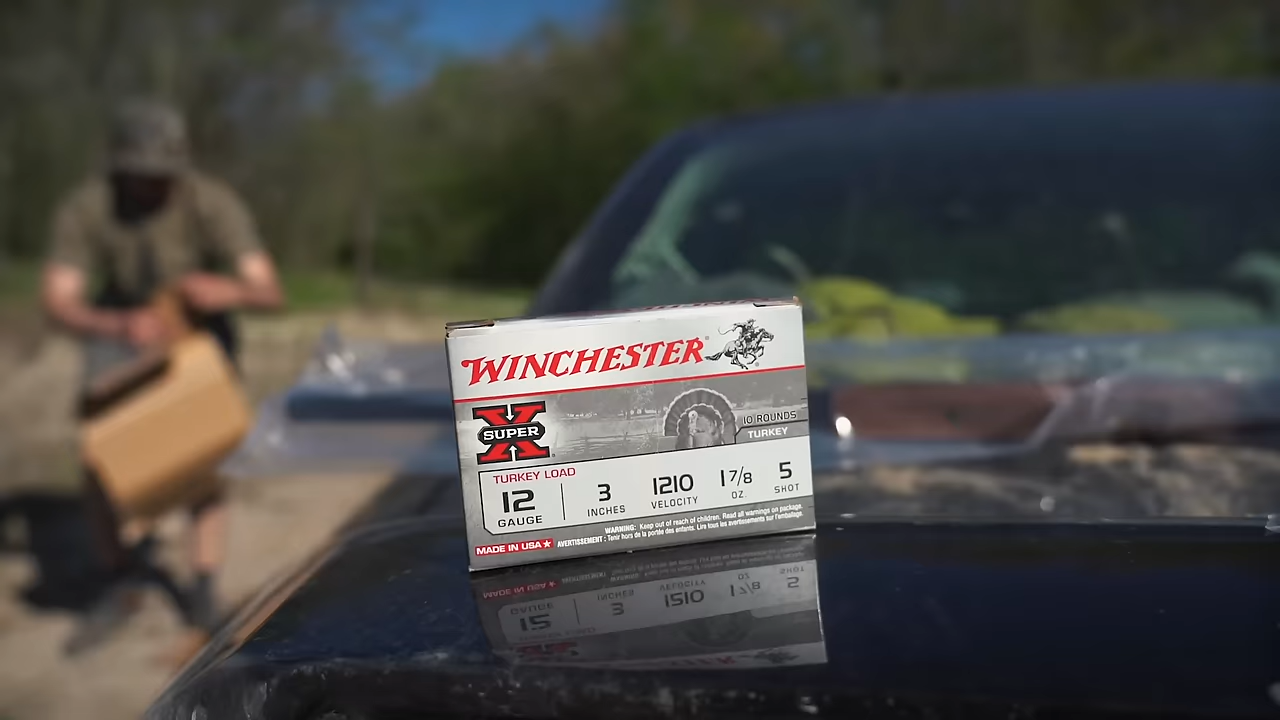 WINCHESTER®
SUPER X
10 ROUNDS
TURKEY
TURKEY LOAD
12 GAUGE
3 INCHES
1210 VELOCITY
1 7/8 OZ.
5 SHOT
WARNING: Keep out of reach of children. Read all warnings on package.
AVERTISSEMENT : Tenir hors de la portée des enfants. Lire tous les avertissements sur l'emballage.
MADE IN USA